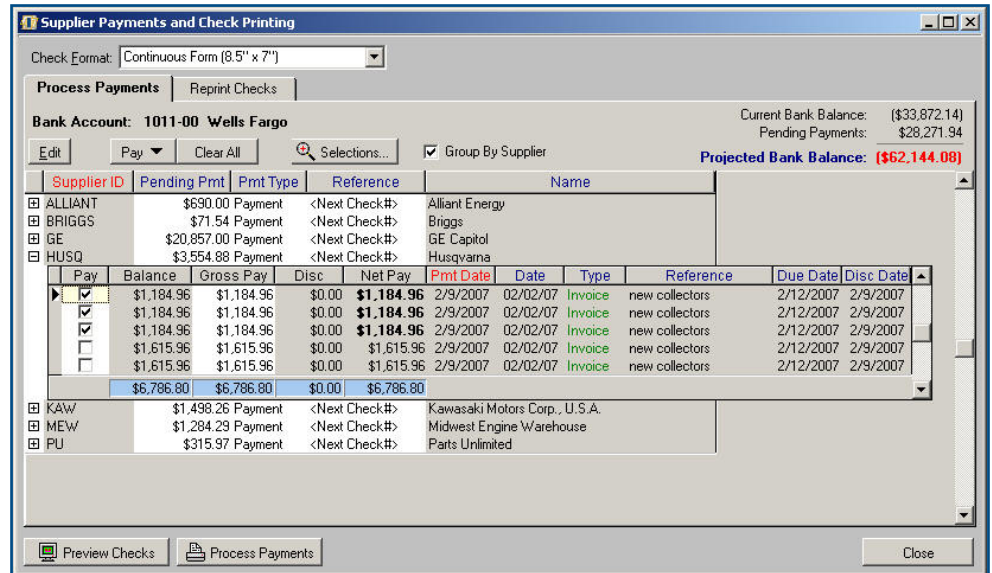 Supplier Payments and Check Printing
Check Format: Continuous Form (8.5" x 7")
Process Payments Reprint Checks
Bank Account: 1011-00 Wells Fargo
Current Bank Balance: ($33,872.14)
Pending Payments: $28,271.94
Projected Bank Balance: ($62,144.08)
Edit Pay Clear All Selections... Group By Supplier
Supplier ID Pending Pmt Pmt Type Reference Name
ALLIANT $690.00 Payment <Next Check#> Alliant Energy
BRIGGS $71.54 Payment <Next Check#> Briggs
GE $20,857.00 Payment <Next Check#> GE Capitol
HUSQ $3,554.88 Payment <Next Check#> Husqvarna
Pay Balance Gross Pay Disc Net Pay Pmt Date Date Type Reference Due Date Disc Date
$1,184.96 $1,184.96 $0.00 $1,184.96 2/9/2007 02/02/07 Invoice new collectors 2/12/2007 2/9/2007
$1,184.96 $1,184.96 $0.00 $1,184.96 2/9/2007 02/02/07 Invoice new collectors 2/12/2007 2/9/2007
$1,184.96 $1,184.96 $0.00 $1,184.96 2/9/2007 02/02/07 Invoice new collectors 2/12/2007 2/9/2007
$1,615.96 $1,615.96 $0.00 $1,615.96 2/9/2007 02/02/07 Invoice new collectors 2/12/2007 2/9/2007
$1,615.96 $1,615.96 $0.00 $1,615.96 2/9/2007 02/02/07 Invoice new collectors 2/12/2007 2/9/2007
$6,786.80 $6,786.80 $0.00 $6,786.80
KAW $1,498.26 Payment <Next Check#> Kawasaki Motors Corp., U.S.A.
MEW $1,284.29 Payment <Next Check#> Midwest Engine Warehouse
PU $315.97 Payment <Next Check#> Parts Unlimited
Preview Checks Process Payments Close